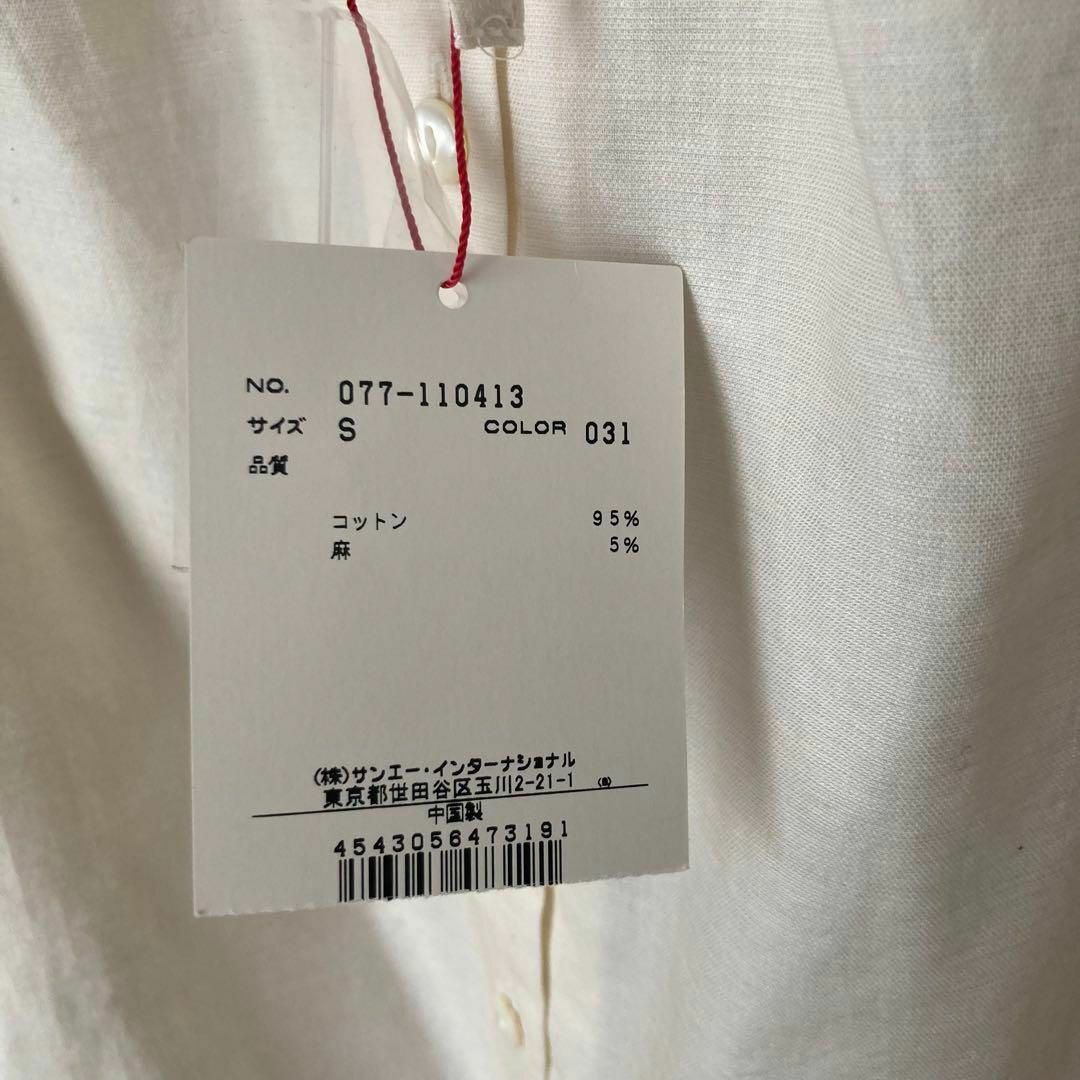 NO. 077-110413
サイズ S COLOR 031
品質
コットン 95%
麻 5%
(株)サンエー・インターナショナル
東京都世田谷区玉川2-21-1
中国製
4543056473191